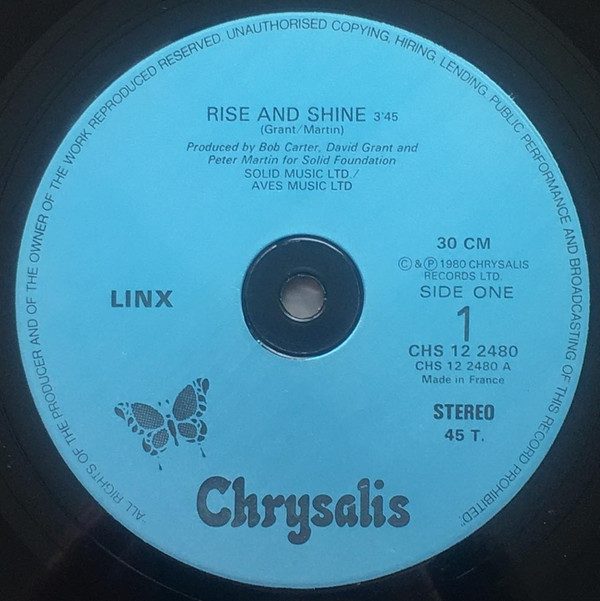 "ALL RIGHTS OF THE PRODUCER AND OF THE OWNER OF THE WORK REPRODUCED RESERVED. UNAUTHORISED COPYING, HIRING, LENDING, PUBLIC PERFORMANCE AND BROADCASTING OF THIS RECORD PROHIBITED."
RISE AND SHINE 3'45
(Grant/Martin)
Produced by Bob Carter, David Grant and
Peter Martin for Solid Foundation
SOLID MUSIC LTD./
AVES MUSIC LTD
30 CM
© & ℗ 1980 CHRYSALIS
RECORDS LTD.
SIDE ONE
LINX
1
CHS 12 2480
CHS 12 2480 A
Made in France
STEREO
45 T.
Chrysalis